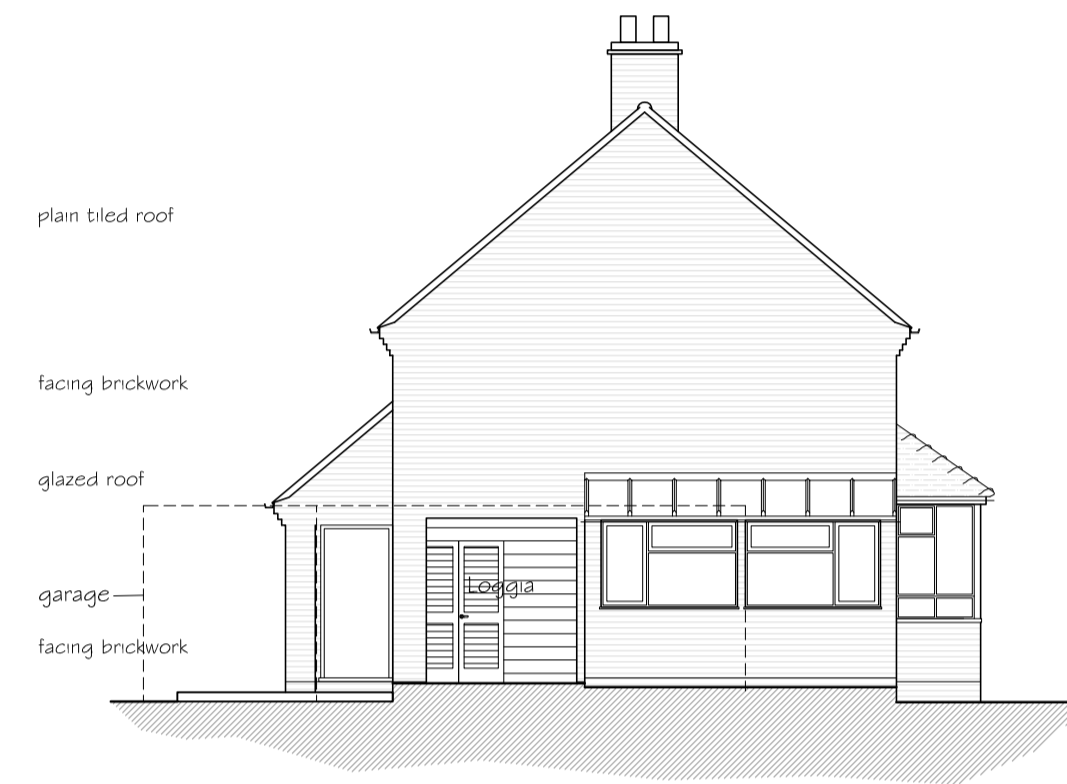 plain tiled roof
facing brickwork
glazed roof
Loggia
garage
facing brickwork